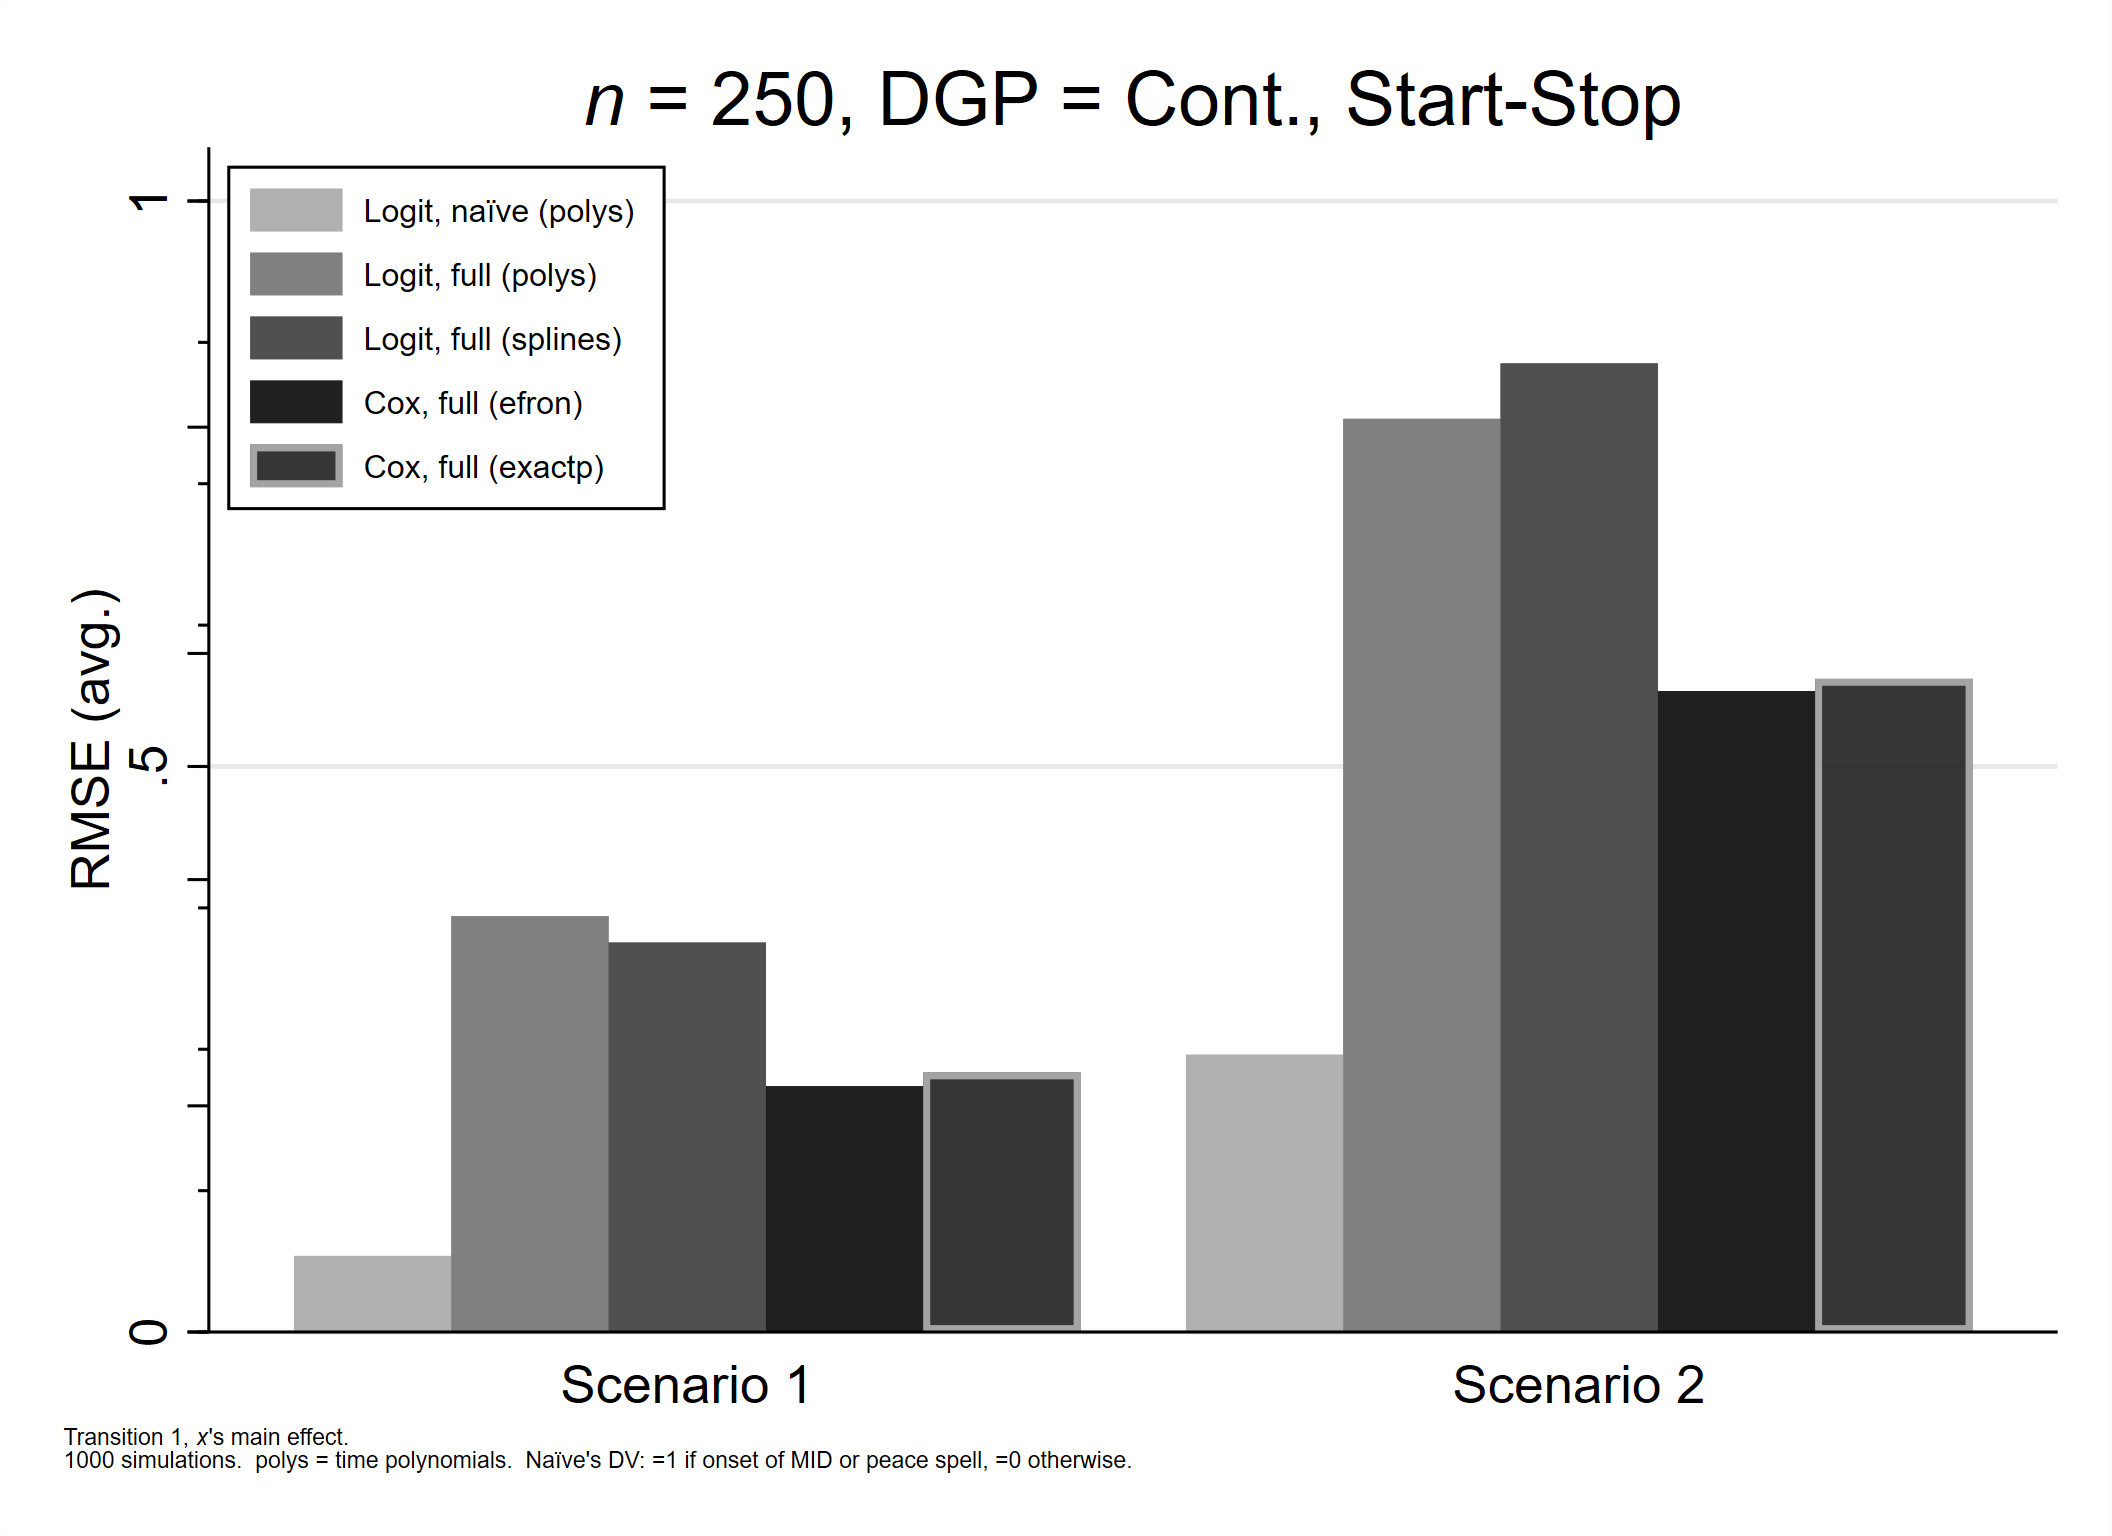 n = 250, DGP = Cont., Start-Stop
Logit, naïve (polys)
Logit, full (polys)
Logit, full (splines)
Cox, full (efron)
Cox, full (exactp)
RMSE (avg.)
1
.5
0
Scenario 1
Scenario 2
Transition 1, x's main effect.
1000 simulations.  polys = time polynomials.  Naïve's DV: =1 if onset of MID or peace spell, =0 otherwise.